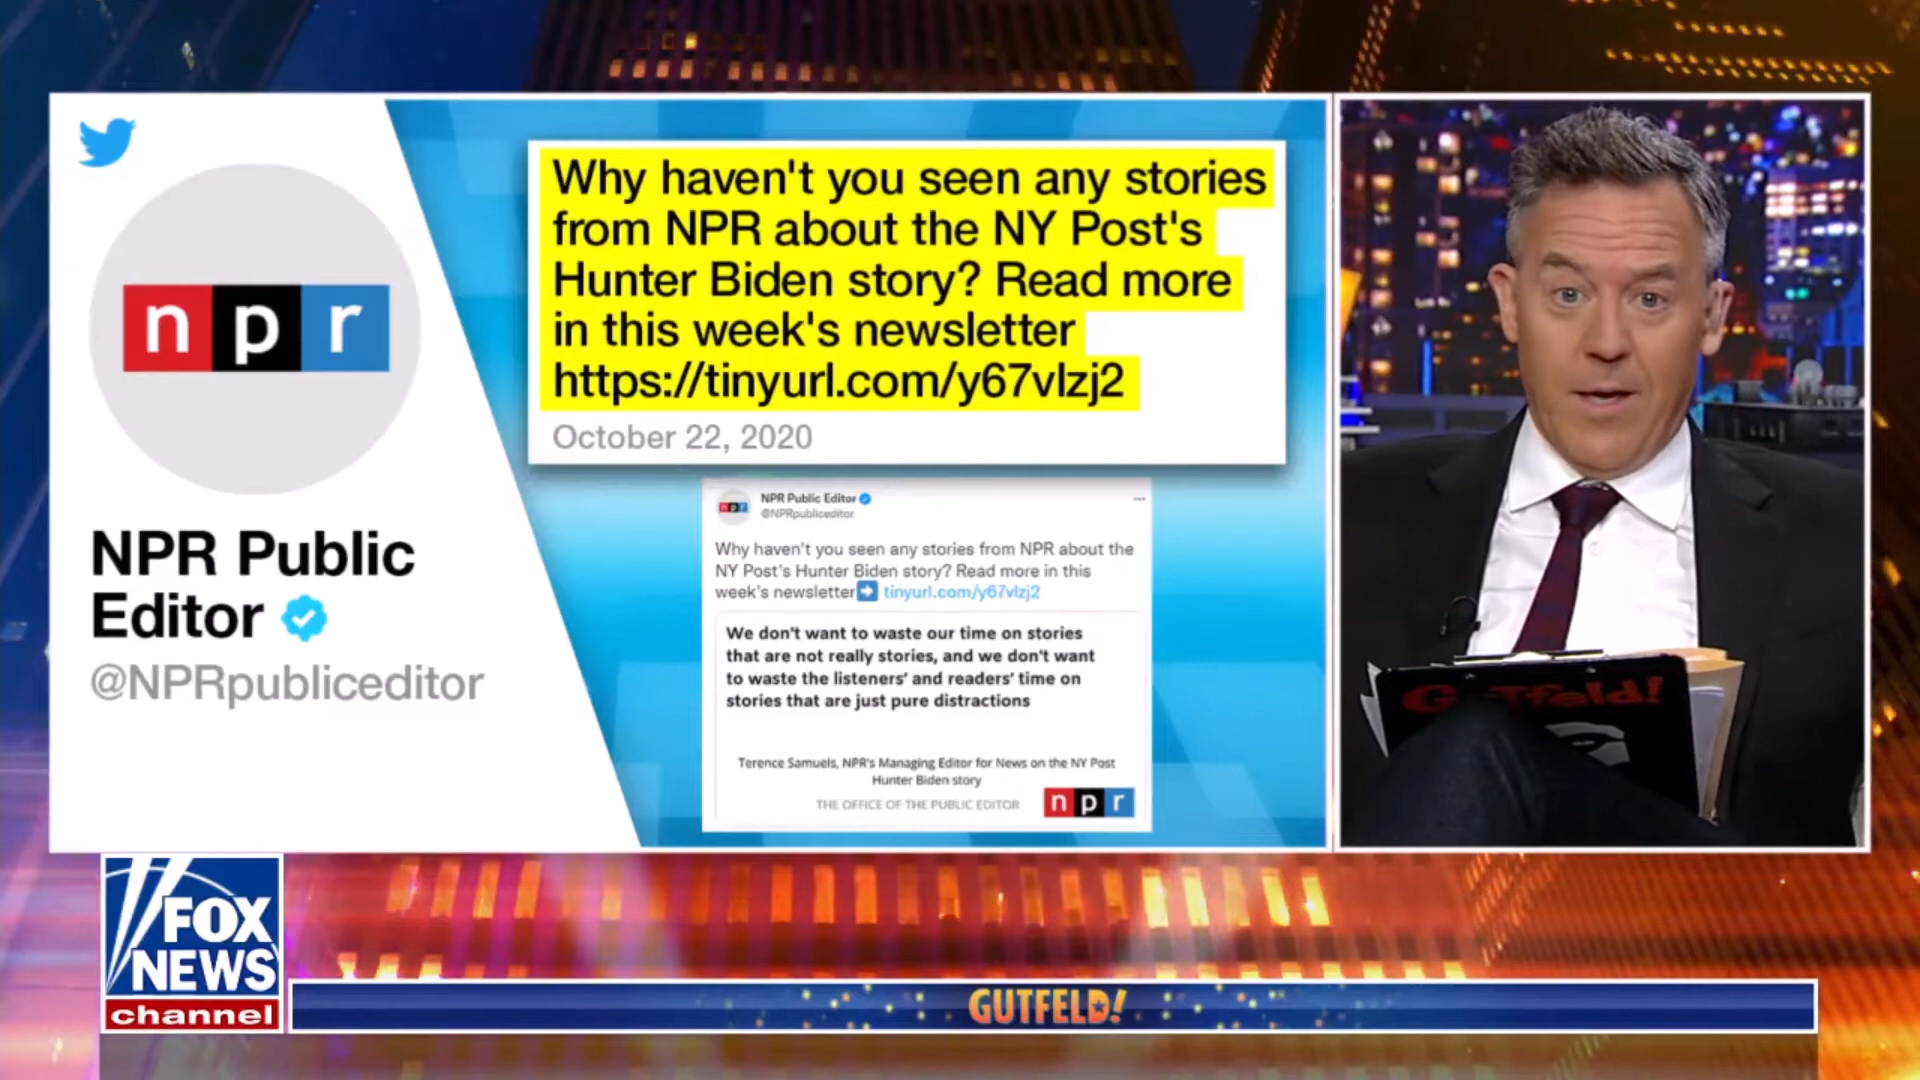 Why haven't you seen any stories
from NPR about the NY Post's
Hunter Biden story? Read more
in this week's newsletter
https://tinyurl.com/y67vlzj2
October 22, 2020
npr
NPR Public
Editor
@NPRpubliceditor
npr
NPR Public Editor
@NPRpubliceditor
Why haven't you seen any stories from NPR about the
NY Post's Hunter Biden story? Read more in this
week's newsletter tinyurl.com/y67vlzj2
We don't want to waste our time on stories
that are not really stories, and we don't want
to waste the listeners' and readers' time on
stories that are just pure distractions
Terence Samuels, NPR's Managing Editor for News on the NY Post
Hunter Biden story
THE OFFICE OF THE PUBLIC EDITOR
npr
Gutfeld!
FOX
NEWS
channel
GUTFELD!